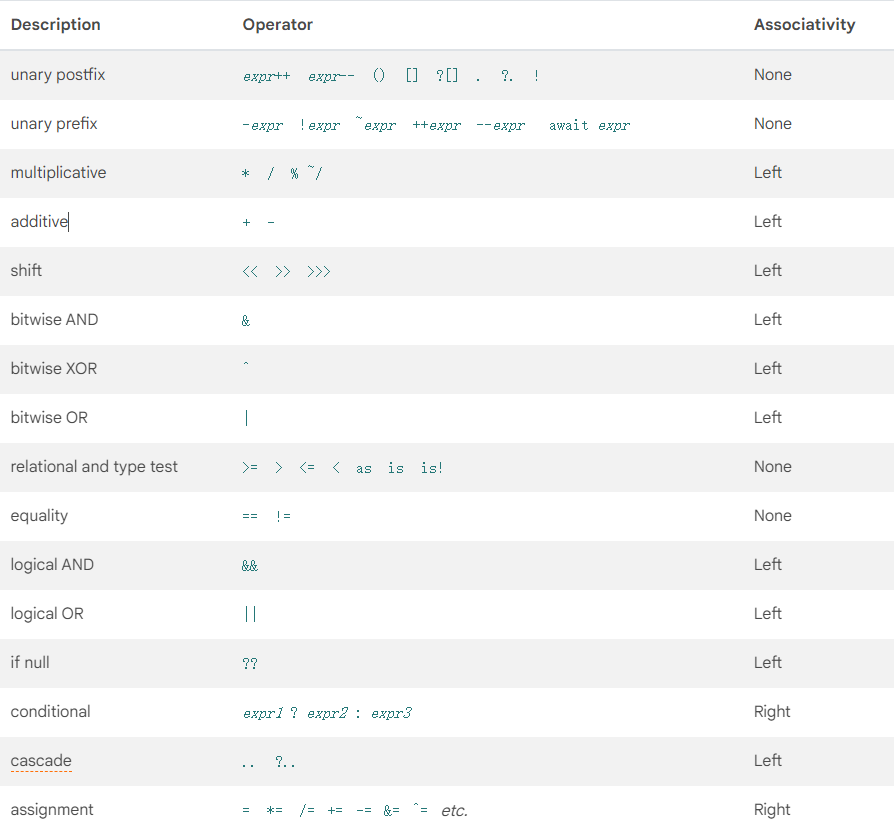 Description Operator Associativity
unary postfix expr++ expr-- () [] ?[] . ?. ! None
unary prefix -expr !expr ~expr ++expr --expr await expr None
multiplicative * / % ~/ Left
additive + - Left
shift << >> >>> Left
bitwise AND & Left
bitwise XOR ^ Left
bitwise OR | Left
relational and type test >= > <= < as is is! None
equality == != None
logical AND && Left
logical OR || Left
if null ?? Left
conditional expr1 ? expr2 : expr3 Right
cascade .. ?.. Left
assignment = *= /= += -= &= ^= etc. Right